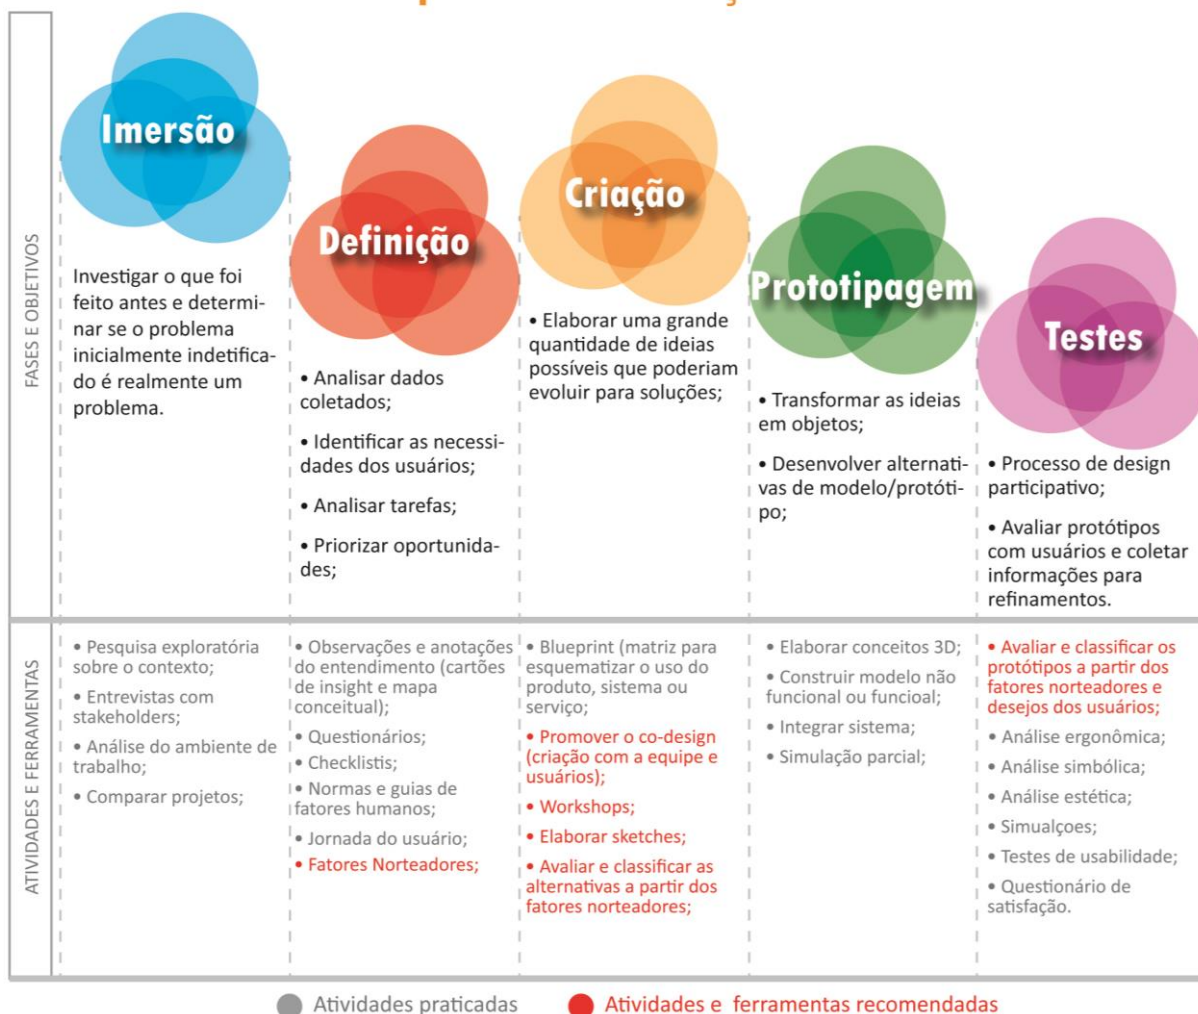 Imersão
Investigar o que foi
feito antes e determi-
nar se o problema
inicialmente indetifica-
do é realmente um
problema.
Definição
• Analisar dados
coletados;
• Identificar as necessi-
dades dos usuários;
• Analisar tarefas;
• Priorizar oportunida-
des;
Criação
• Elaborar uma grande
quantidade de ideias
possíveis que poderiam
evoluir para soluções;
Prototipagem
• Transformar as ideias
em objetos;
• Desenvolver alternati-
vas de modelo/protóti-
po;
Testes
• Processo de design
participativo;
• Avaliar protótipos
com usuários e coletar
informações para
refinamentos.
FASES E OBJETIVOS
ATIVIDADES E FERRAMENTAS
• Pesquisa exploratória
sobre o contexto;
• Entrevistas com
stakeholders;
• Análise do ambiente de
trabalho;
• Comparar projetos;
• Observações e anotações
do entendimento (cartões
de insight e mapa
conceitual);
• Questionários;
• Checklistis;
• Normas e guias de
fatores humanos;
• Jornada do usuário;
• Fatores Norteadores;
• Blueprint (matriz para
esquematizar o uso do
produto, sistema ou
serviço;
• Promover o co-design
(criação com a equipe e
usuários);
• Workshops;
• Elaborar sketches;
• Avaliar e classificar as
alternativas a partir dos
fatores norteadores;
• Elaborar conceitos 3D;
• Construir modelo não
funcional ou funcioal;
• Integrar sistema;
• Simulação parcial;
• Avaliar e classificar os
protótipos a partir dos
fatores norteadores e
desejos dos usuários;
• Análise ergonômica;
• Análise simbólica;
• Análise estética;
• Simualçoes;
• Testes de usabilidade;
• Questionário de
satisfação.
Atividades praticadas
Atividades e ferramentas recomendadas